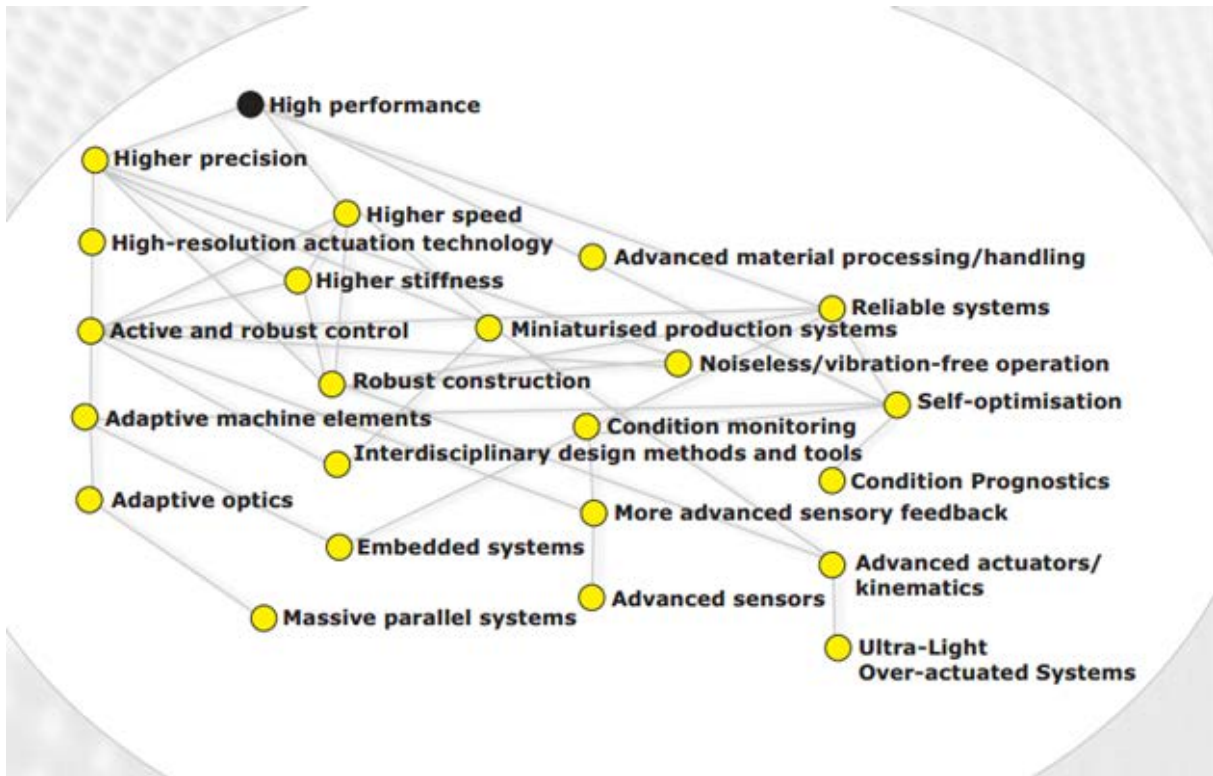 High performance
Higher precision
Higher speed
High-resolution actuation technology
Advanced material processing/handling
Higher stiffness
Reliable systems
Active and robust control
Miniaturised production systems
Noiseless/vibration-free operation
Robust construction
Self-optimisation
Adaptive machine elements
Condition monitoring
Interdisciplinary design methods and tools
Condition Prognostics
Adaptive optics
More advanced sensory feedback
Embedded systems
Advanced actuators/
kinematics
Advanced sensors
Massive parallel systems
Ultra-Light
Over-actuated Systems